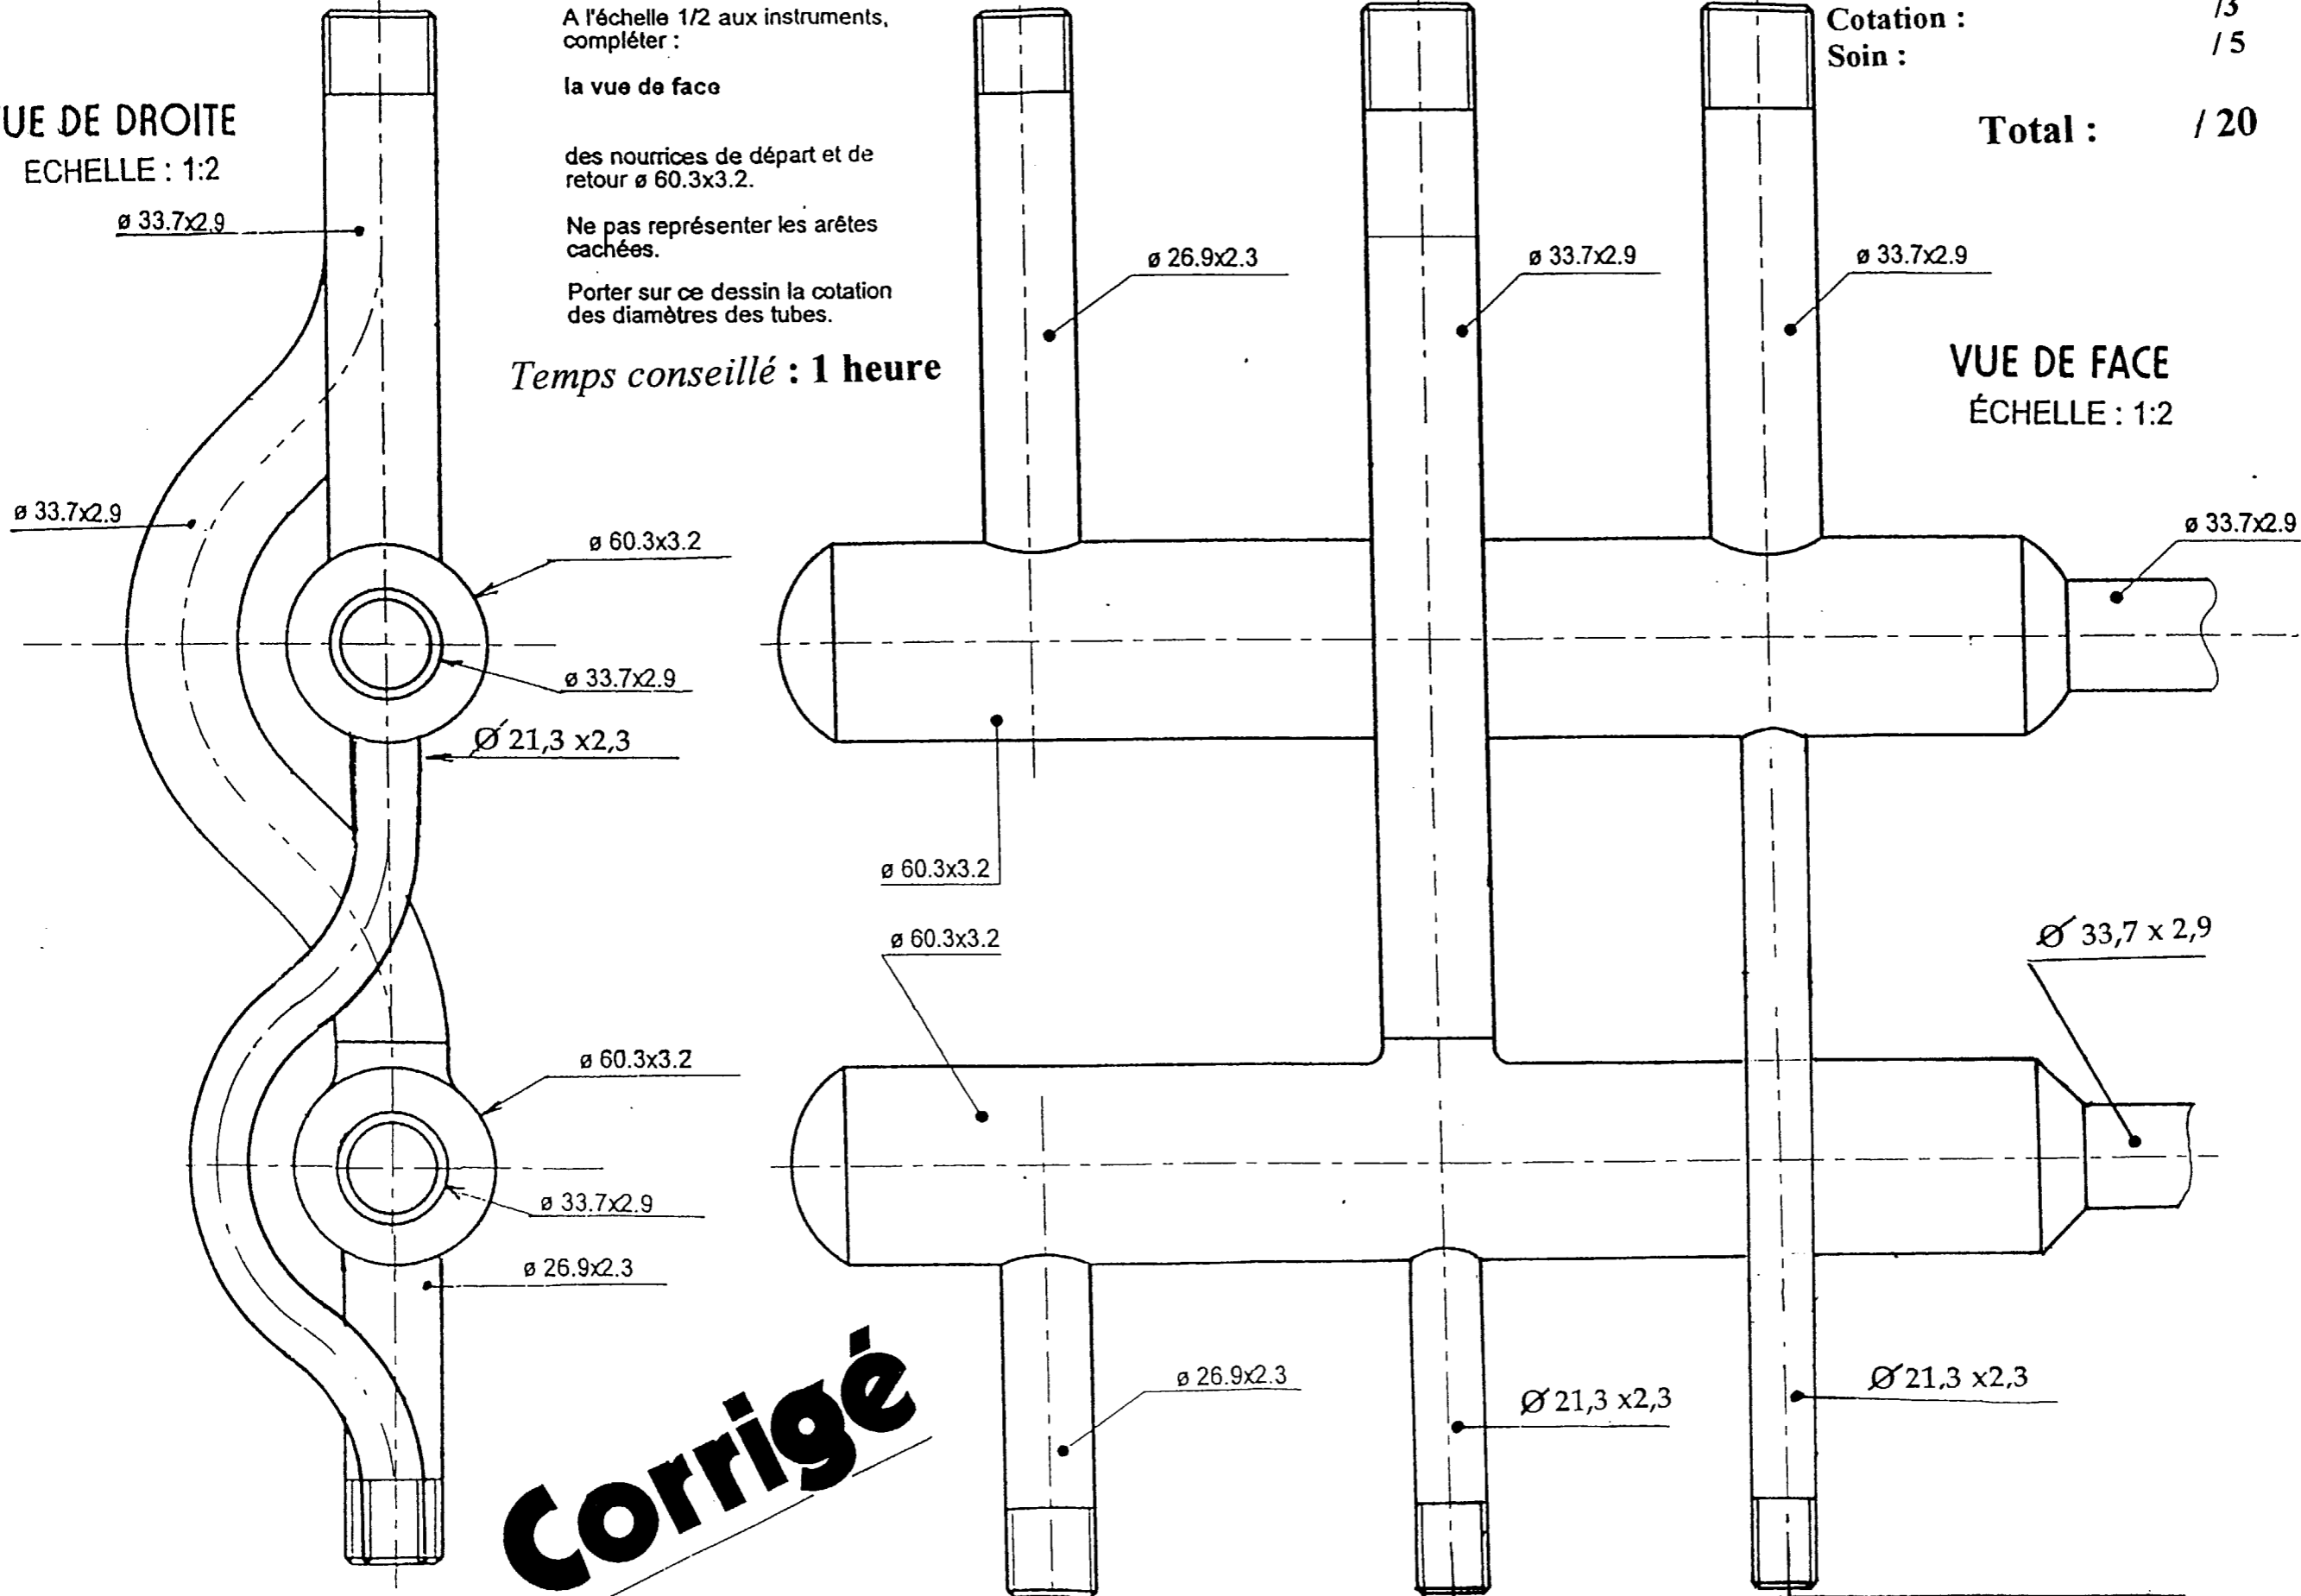 A l'échelle 1/2 aux instruments,
compléter :
la vue de face
des nourrices de départ et de
retour ø 60.3x3.2.
Ne pas représenter les arêtes
cachées.
Porter sur ce dessin la cotation
des diamètres des tubes.
Temps conseillé : 1 heure
Cotation : /3
Soin : / 5
Total : / 20
UE DE DROITE
ECHELLE : 1:2
ø 33.7x2.9
ø 33.7x2.9
ø 60.3x3.2
ø 33.7x2.9
Ø 21,3 x2,3
ø 60.3x3.2
ø 33.7x2.9
ø 26.9x2.3
Corrigé
VUE DE FACE
ÉCHELLE : 1:2
ø 26.9x2.3
ø 33.7x2.9
ø 33.7x2.9
ø 33.7x2.9
ø 60.3x3.2
ø 60.3x3.2
Ø 33,7 x 2,9
ø 26.9x2.3
Ø 21,3 x2,3
Ø 21,3 x2,3